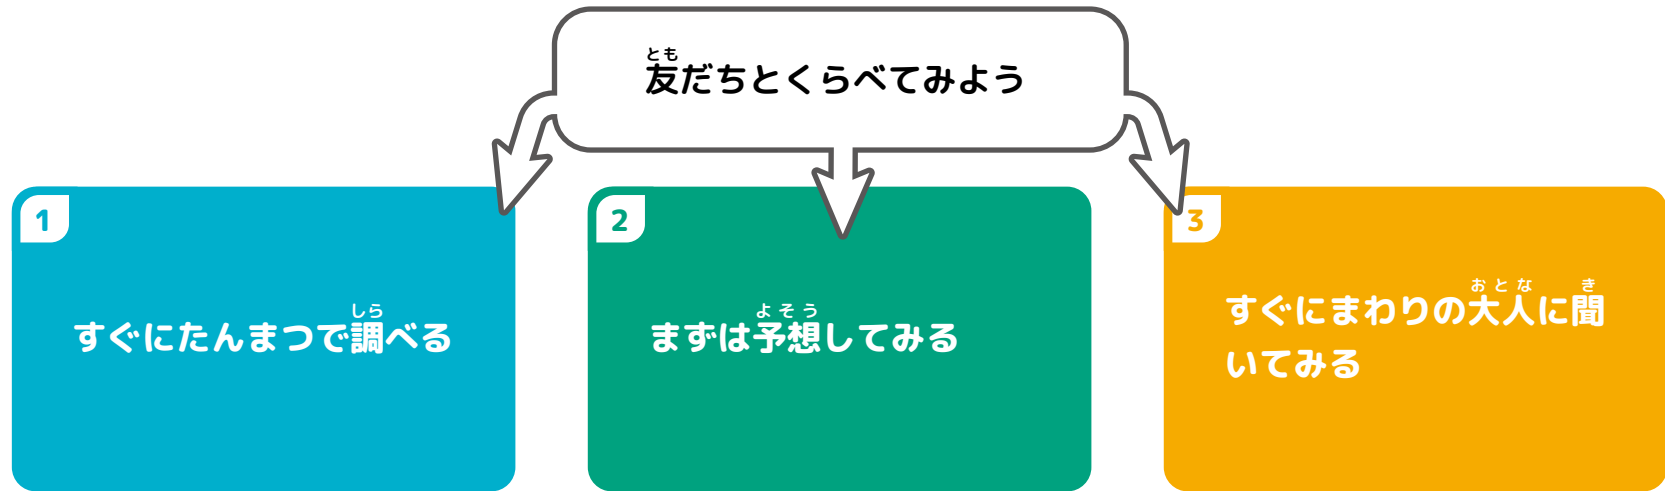 とも
友だちとくらべてみよう
1
しら
すぐにたんまつで調べる
2
よそう
まずは予想してみる
3
おとな き
すぐにまわりの大人に聞
いてみる